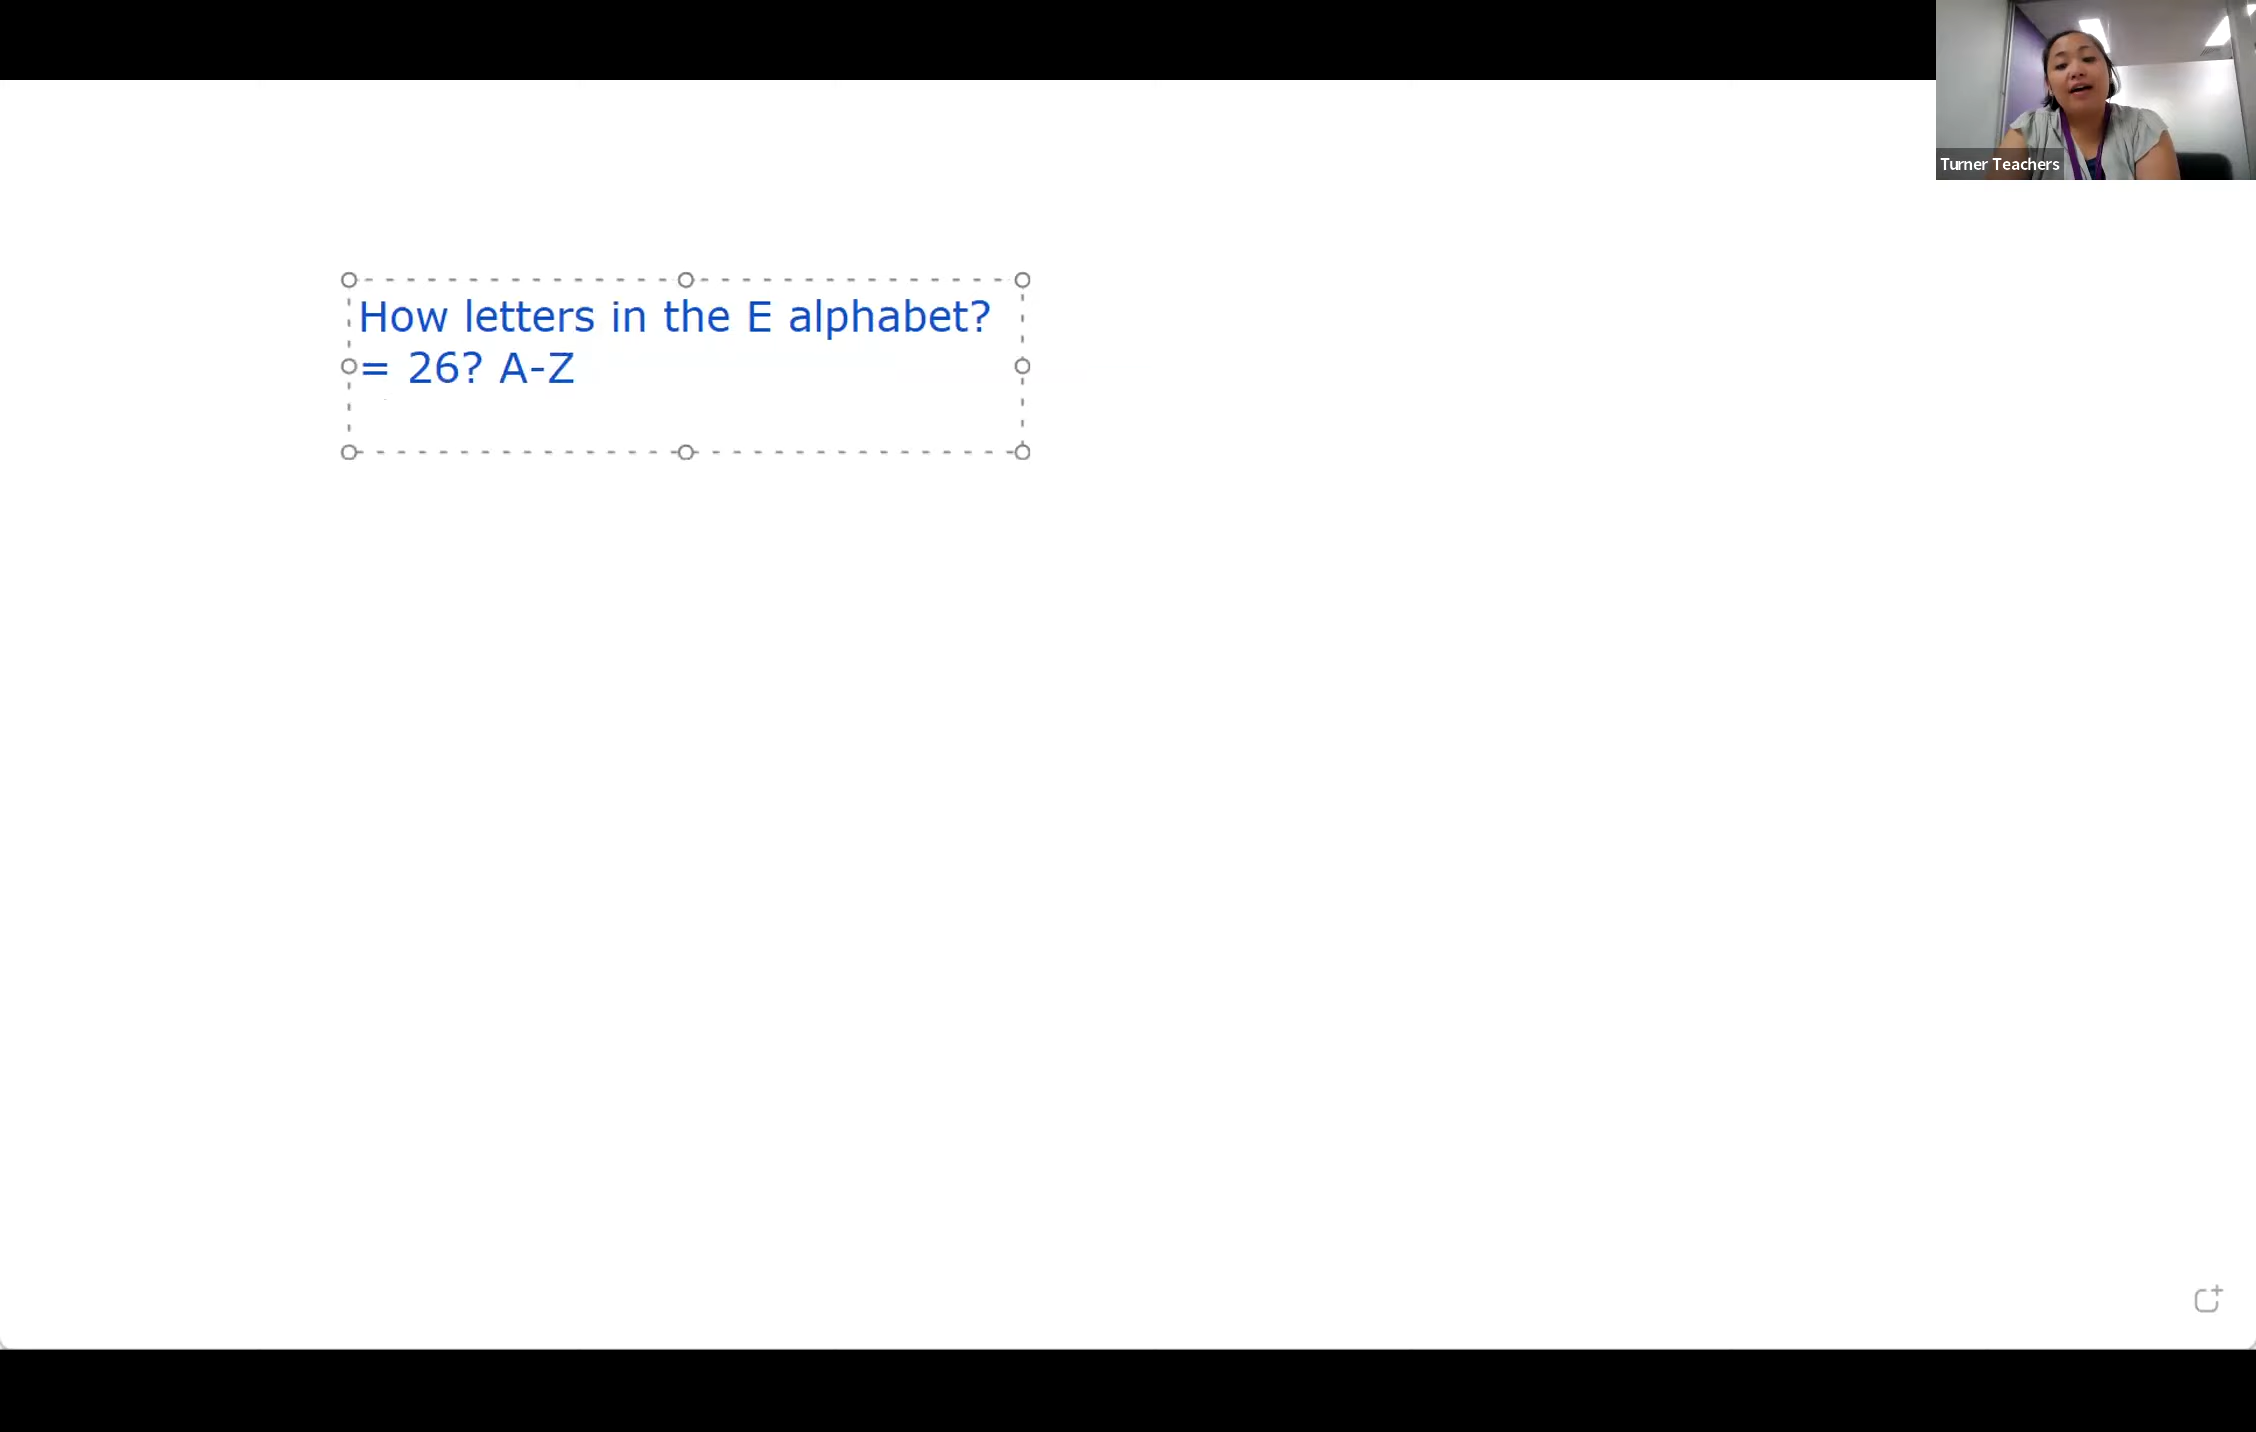 Turner Teachers
How letters in the E alphabet?
= 26? A-Z